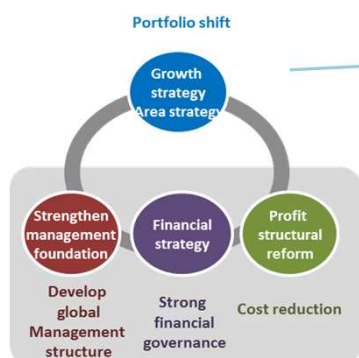 Portfolio shift
Growth
strategy
Area strategy
Strengthen
management
foundation
Financial
strategy
Profit
structural
reform
Develop
global
Management
structure
Strong
financial
governance
Cost reduction